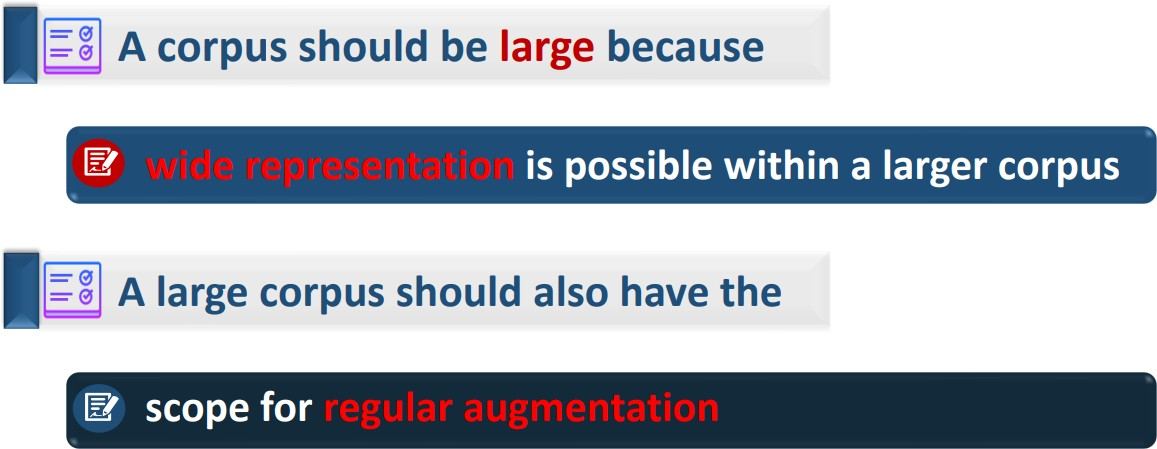 A corpus should be large because
wide representation is possible within a larger corpus
A large corpus should also have the
scope for regular augmentation